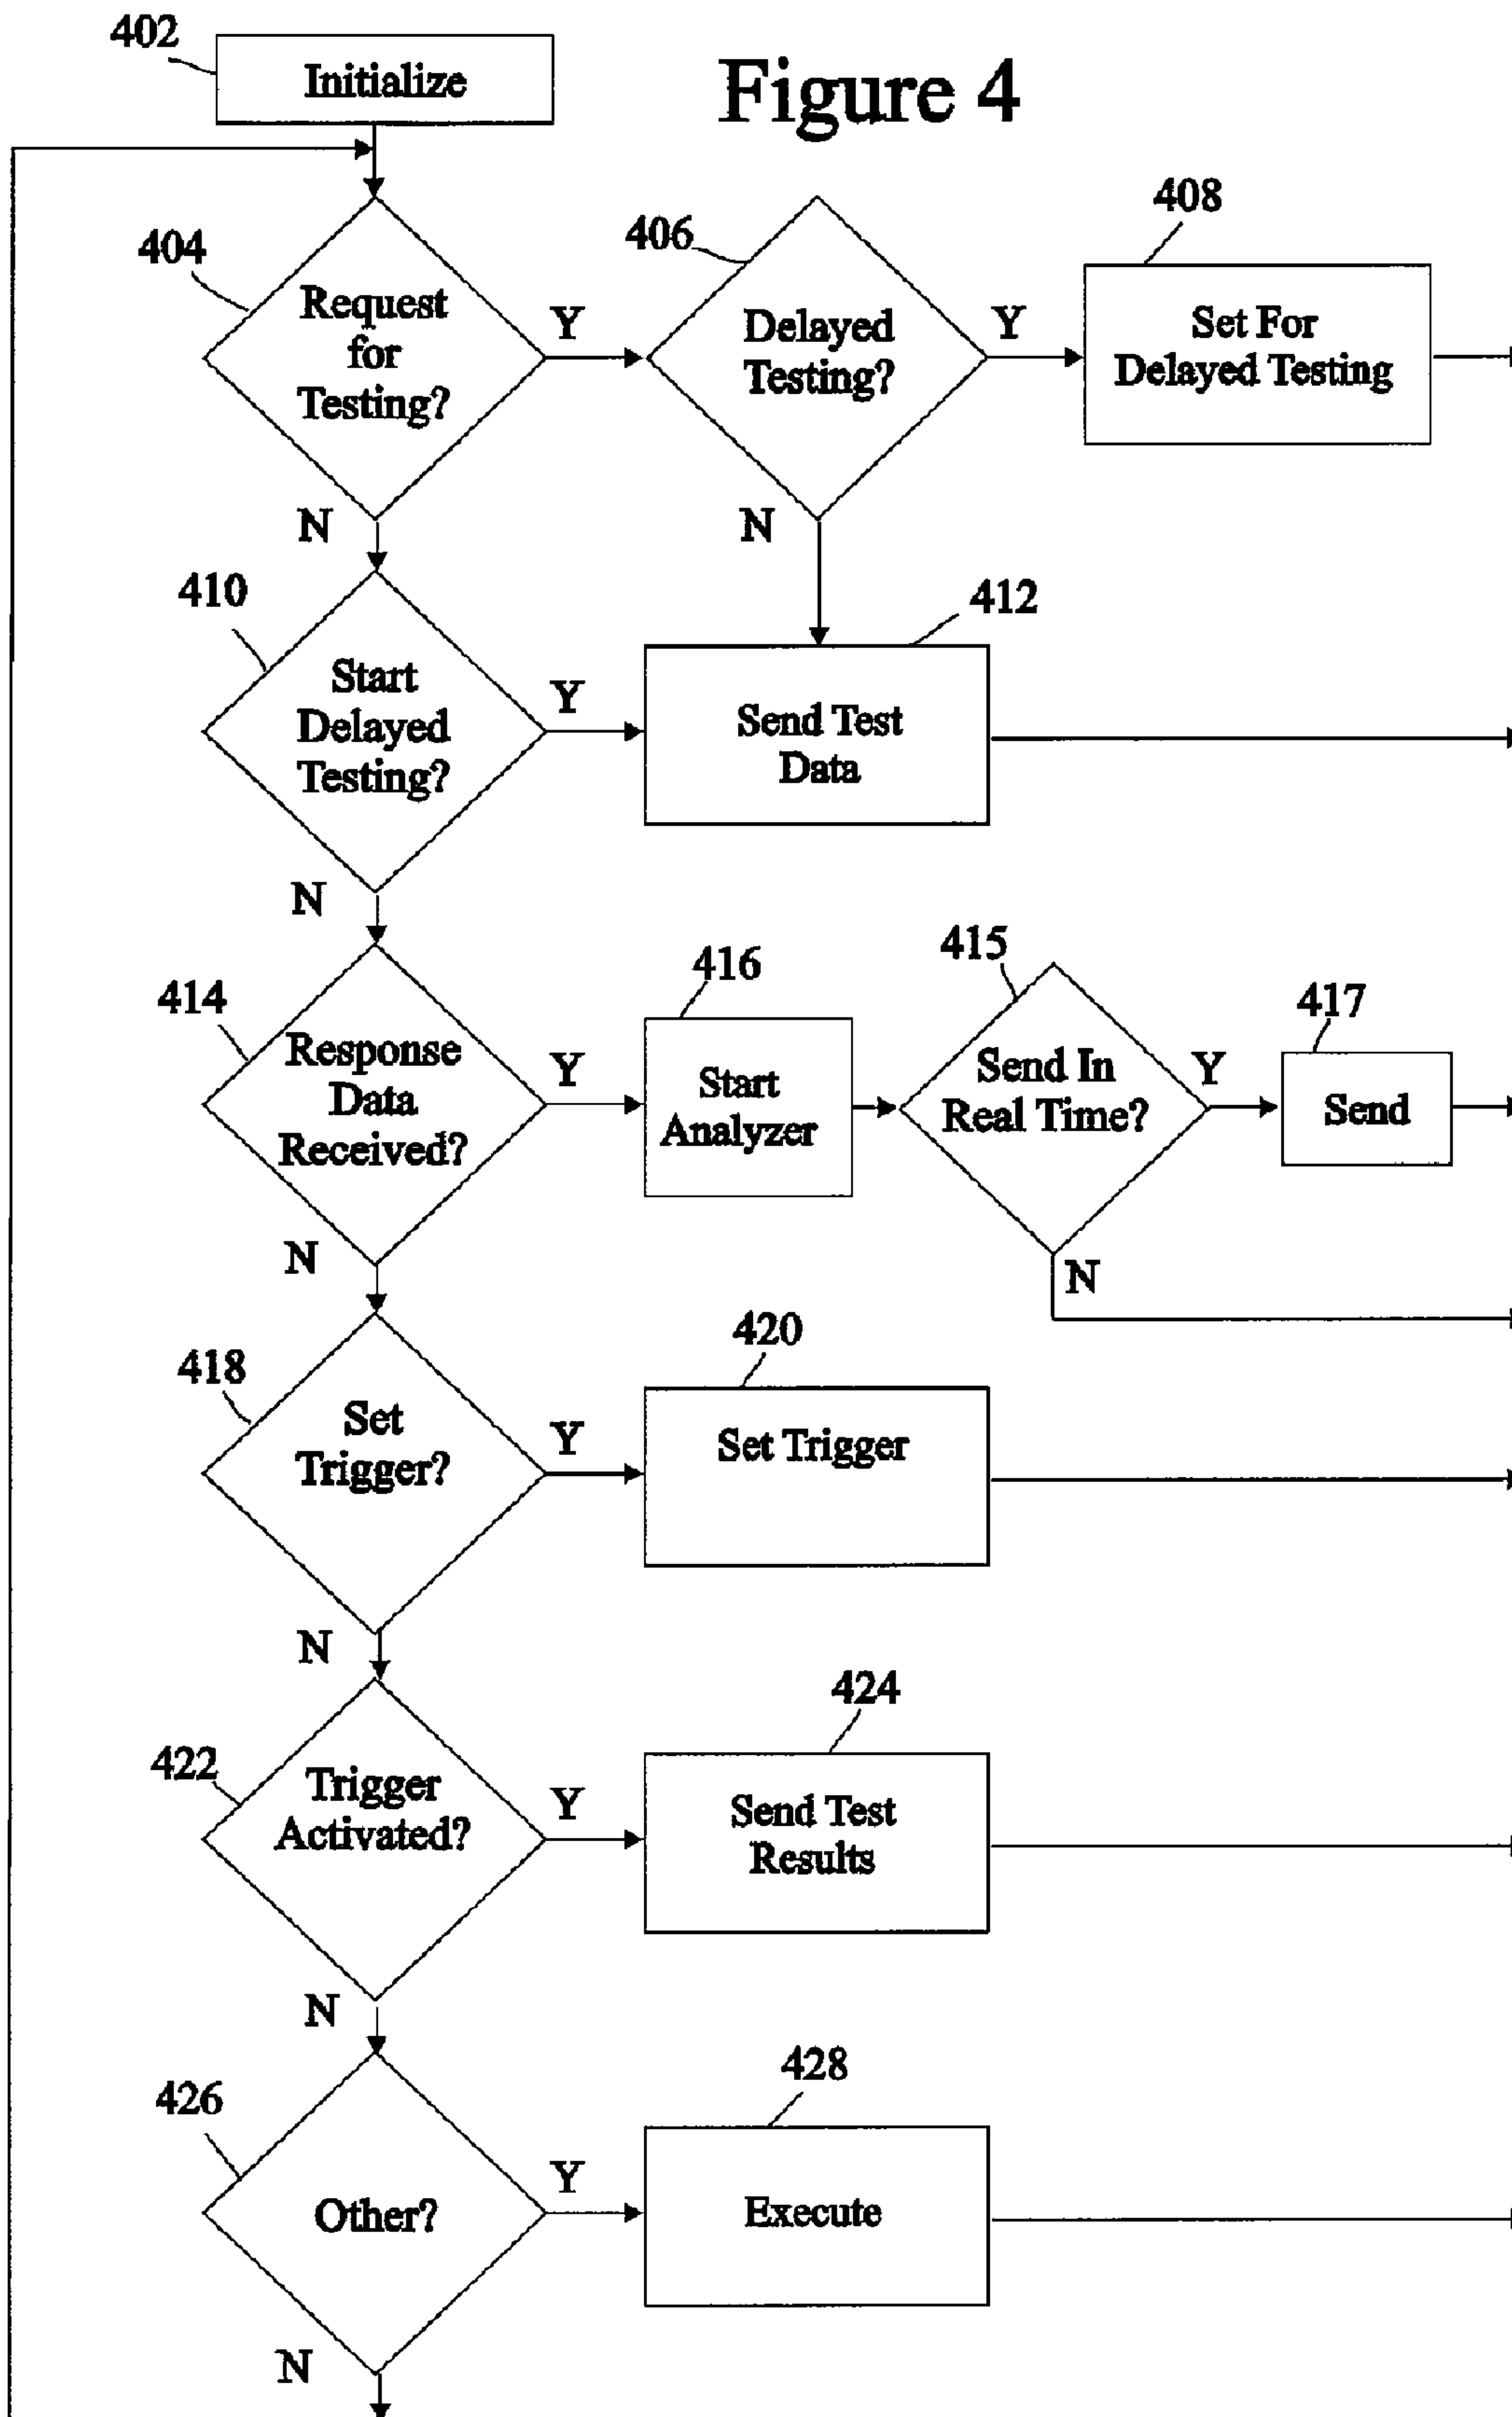 402
Initialize
Figure 4
404
Request
for
Testing?
Y
N
406
Delayed
Testing?
Y
N
408
Set For
Delayed Testing
410
Start
Delayed
Testing?
Y
N
412
Send Test
Data
414
Response
Data
Received?
Y
N
416
Start
Analyzer
415
Send In
Real Time?
Y
N
417
Send
418
Set
Trigger?
Y
N
420
Set Trigger
422
Trigger
Activated?
Y
N
424
Send Test
Results
426
Other?
Y
N
428
Execute